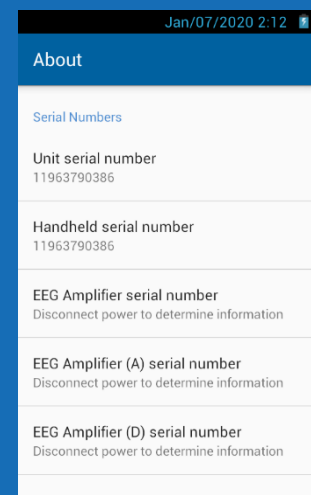 Jan/07/2020 2:12
About
Serial Numbers
Unit serial number
11963790386
Handheld serial number
11963790386
EEG Amplifier serial number
Disconnect power to determine information
EEG Amplifier (A) serial number
Disconnect power to determine information
EEG Amplifier (D) serial number
Disconnect power to determine information